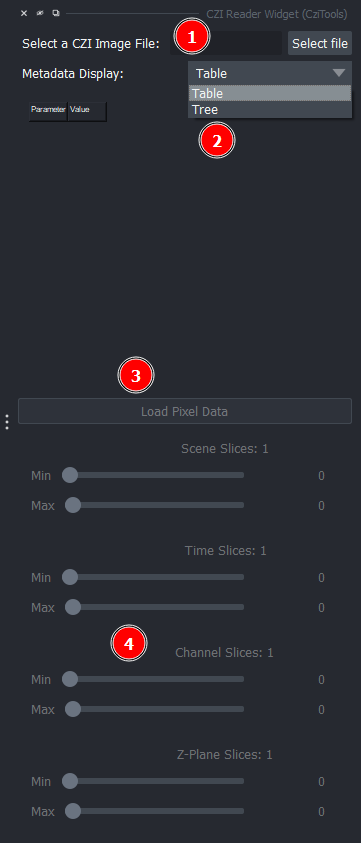 CZI Reader Widget (CziTools)
Select a CZI Image File: 1 Select file
Metadata Display: Table
Table
Tree
2
Parameter Value
3
Load Pixel Data
Scene Slices: 1
Min 0
Max 0
Time Slices: 1
Min 0
Max 0
4
Channel Slices: 1
Min 0
Max 0
Z-Plane Slices: 1
Min 0
Max 0